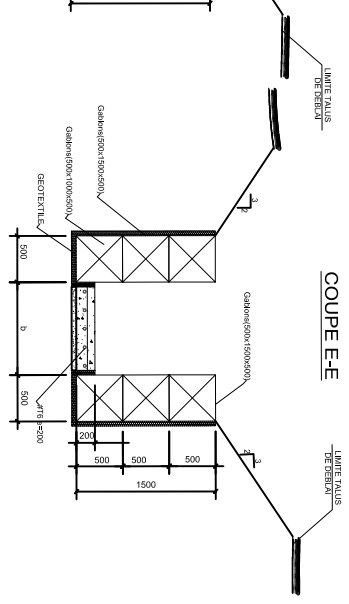 COUPE E-E
LIMITE TALUS
DE DEBLAI
LIMITE TALUS
DE DEBLAI
3
2
3
2
Gabions(500x1500x500)
Gabions(500x1500x500)
Gabions(500x1000x500)
GEOTEXTILE
500
b
500
#T6 e=200
200
500
500
500
1500